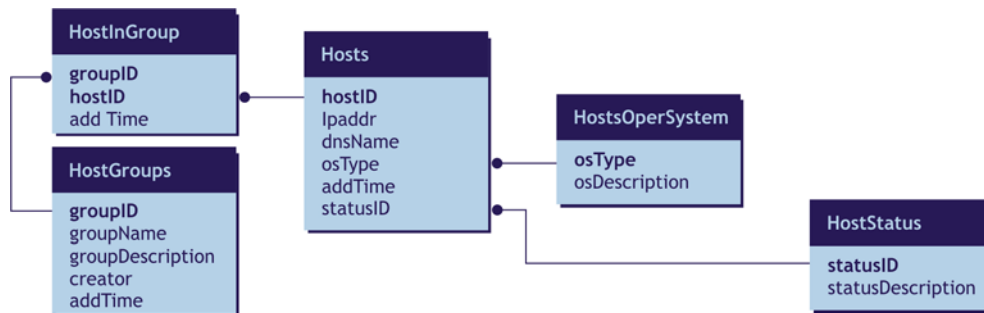 HostInGroup
groupID
hostID
add Time
HostGroups
groupID
groupName
groupDescription
creator
addTime
Hosts
hostID
Ipaddr
dnsName
osType
addTime
statusID
HostsOperSystem
osType
osDescription
HostStatus
statusID
statusDescription